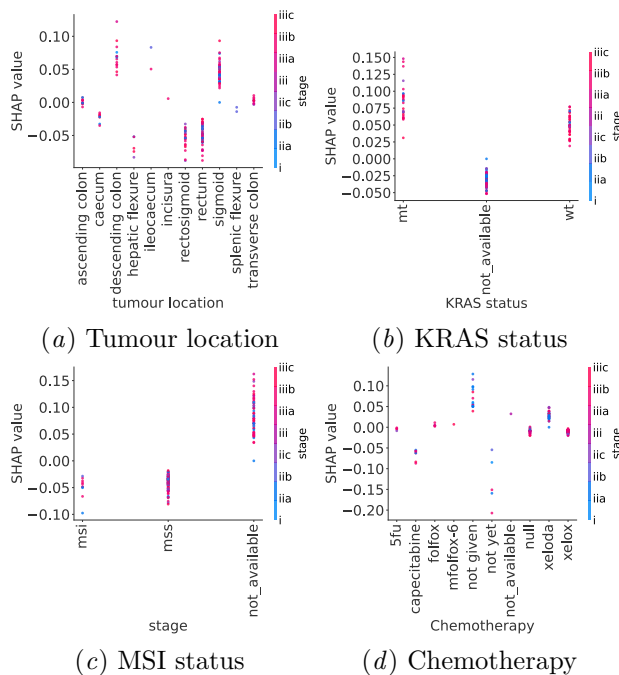 0.10
0.05
0.00
−0.05
SHAP value
ascending colon
caecum
descending colon
hepatic flexure
ileocaecum
incisura
rectosigmoid
rectum
sigmoid
splenic flexure
transverse colon
tumour location
iiic
iiib
iiia
iii
iic
iib
iia
i
stage
(a) Tumour location
0.150
0.125
0.100
0.075
0.050
0.025
0.000
−0.025
−0.050
SHAP value
mt
not_available
wt
KRAS status
iiic
iiib
iiia
iii
iic
iib
iia
i
stage
(b) KRAS status
0.15
0.10
0.05
0.00
−0.05
−0.10
SHAP value
msi
mss
not_available
stage
iiic
iiib
iiia
iii
iic
iib
iia
i
stage
(c) MSI status
0.10
0.05
0.00
−0.05
−0.10
−0.15
−0.20
SHAP value
5fu
capecitabine
folfox
mfolfox-6
not given
not yet
not_available
null
xeloda
xelox
Chemotherapy
iiic
iiib
iiia
iii
iic
iib
iia
i
stage
(d) Chemotherapy